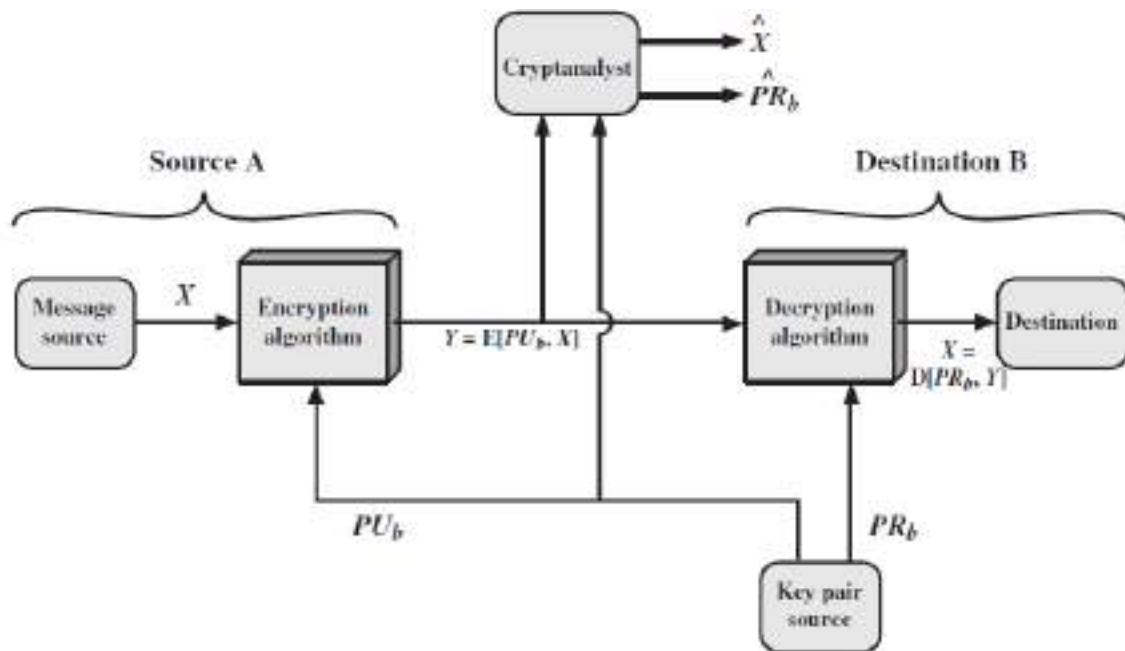 X̂
Cryptanalyst
P̂R_b
Source A
Destination B
Message
source
X
Encryption
algorithm
Y = E[PU_b, X]
Decryption
algorithm
X =
D[PR_b, Y]
Destination
PU_b
PR_b
Key pair
source